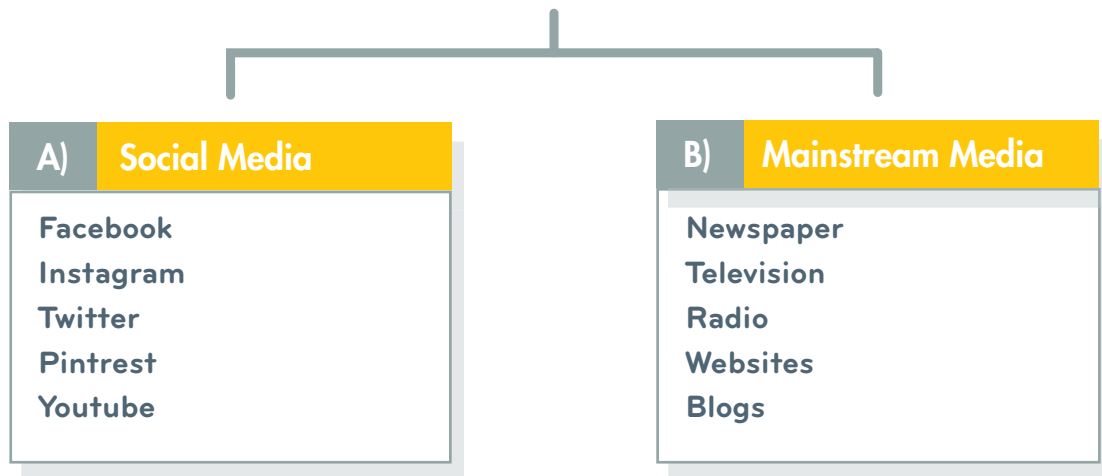 A) Social Media
Facebook
Instagram
Twitter
Pintrest
Youtube
B) Mainstream Media
Newspaper
Television
Radio
Websites
Blogs